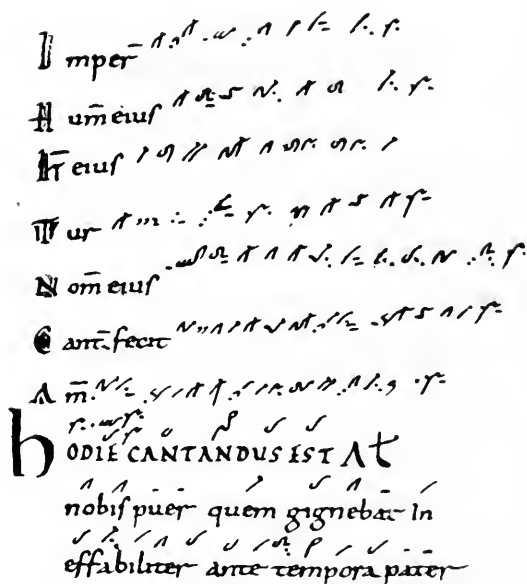 Imper̄
Hum̄ eius
eius
Tur
Nom̄ eius
Cant̄. fecit
Am̄.
hODIE CANTANDUS EST
nobis puer quem gignebat In
effabiliter ante tempora pater